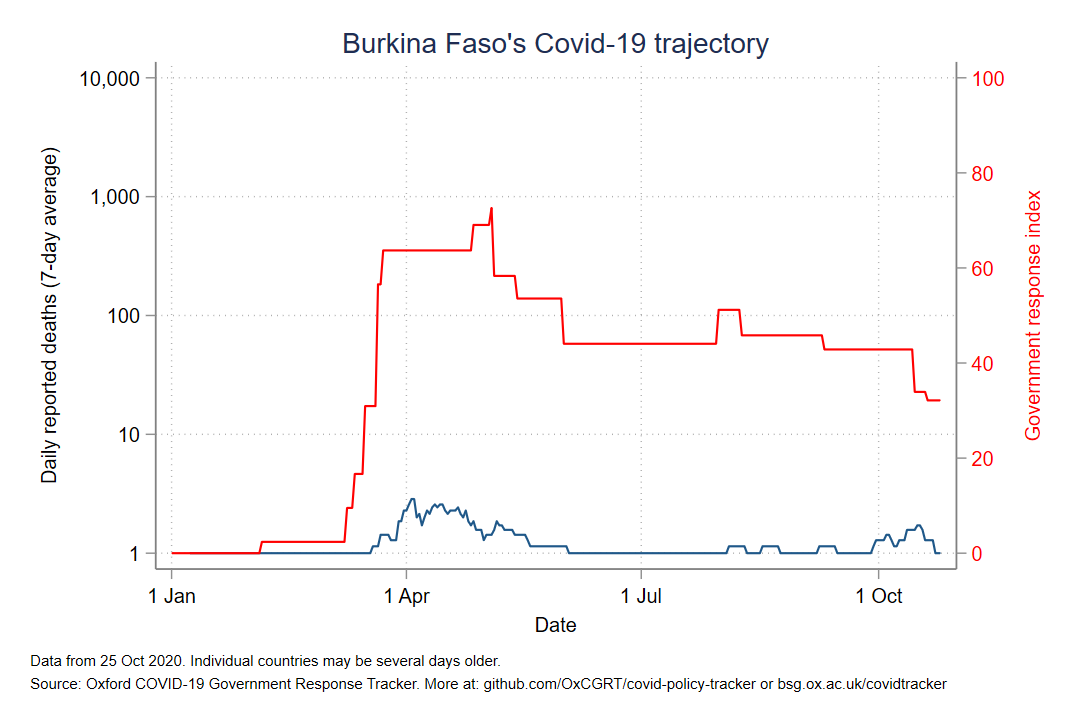 Burkina Faso's Covid-19 trajectory
10,000
1,000
100
10
1
Daily reported deaths (7-day average)
100
80
60
40
20
0
Government response index
1 Jan
1 Apr
1 Jul
1 Oct
Date
Data from 25 Oct 2020. Individual countries may be several days older.
Source: Oxford COVID-19 Government Response Tracker. More at: github.com/OxCGRT/covid-policy-tracker or bsg.ox.ac.uk/covidtracker